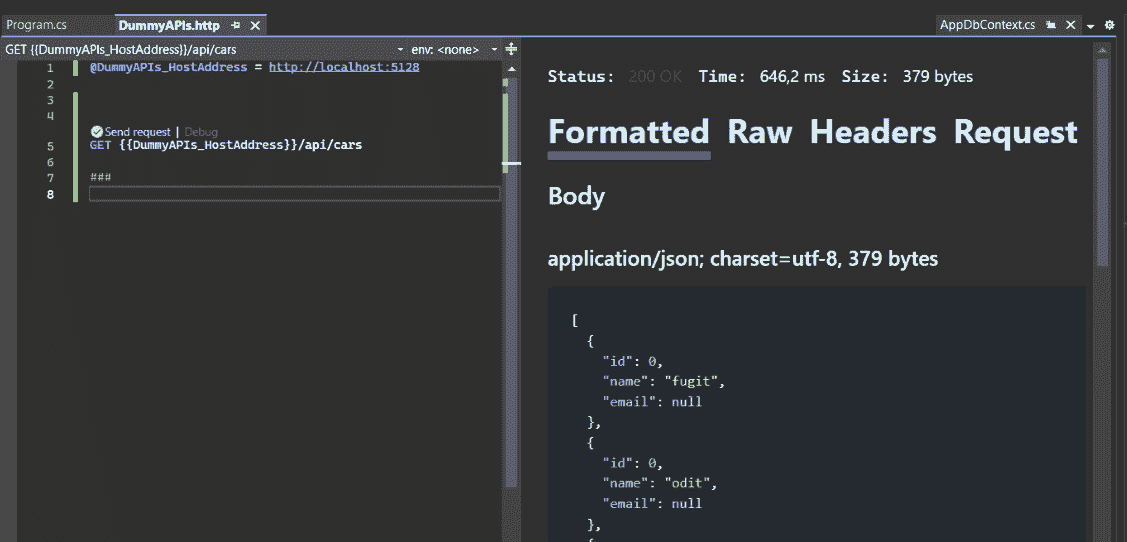 Program.cs
DummyAPIs.http
AppDbContext.cs
GET {{DummyAPIs_HostAddress}}/api/cars
env: <none>
1 @DummyAPIs_HostAddress = http://localhost:5128
2
3
4
Send request | Debug
5 GET {{DummyAPIs_HostAddress}}/api/cars
6
7 ###
8
Status: 200 OK Time: 646,2 ms Size: 379 bytes
Formatted Raw Headers Request
Body
application/json; charset=utf-8, 379 bytes
[
{
"id": 0,
"name": "fugit",
"email": null
},
{
"id": 0,
"name": "odit",
"email": null
},